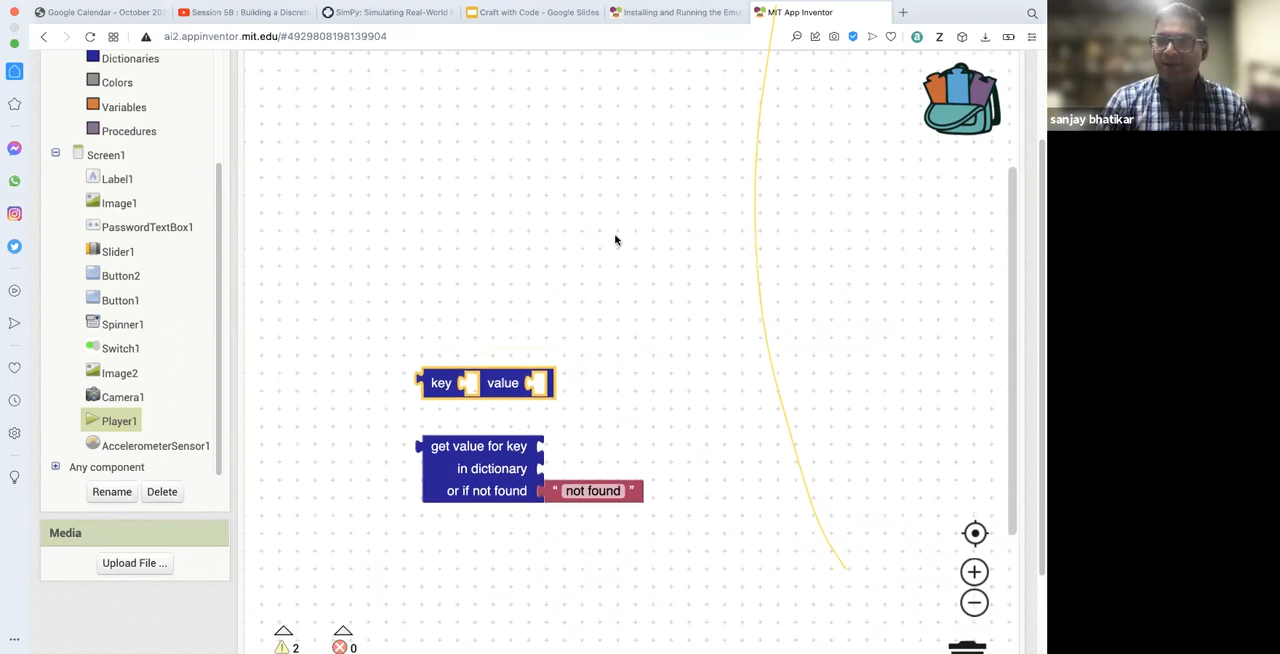 Google Calendar - October 202
Session 5B : Building a Discrete
SimPy: Simulating Real-World P
Craft with Code - Google Slides
Installing and Running the Emu
MIT App Inventor
ai2.appinventor.mit.edu/#4929808198139904
Dictionaries
Colors
Variables
Procedures
Screen1
Label1
Image1
PasswordTextBox1
Slider1
Button2
Button1
Spinner1
Switch1
Image2
Camera1
Player1
AccelerometerSensor1
Any component
Rename Delete
Media
Upload File ...
key value
get value for key
in dictionary
or if not found “ not found ”
2 0
sanjay bhatikar